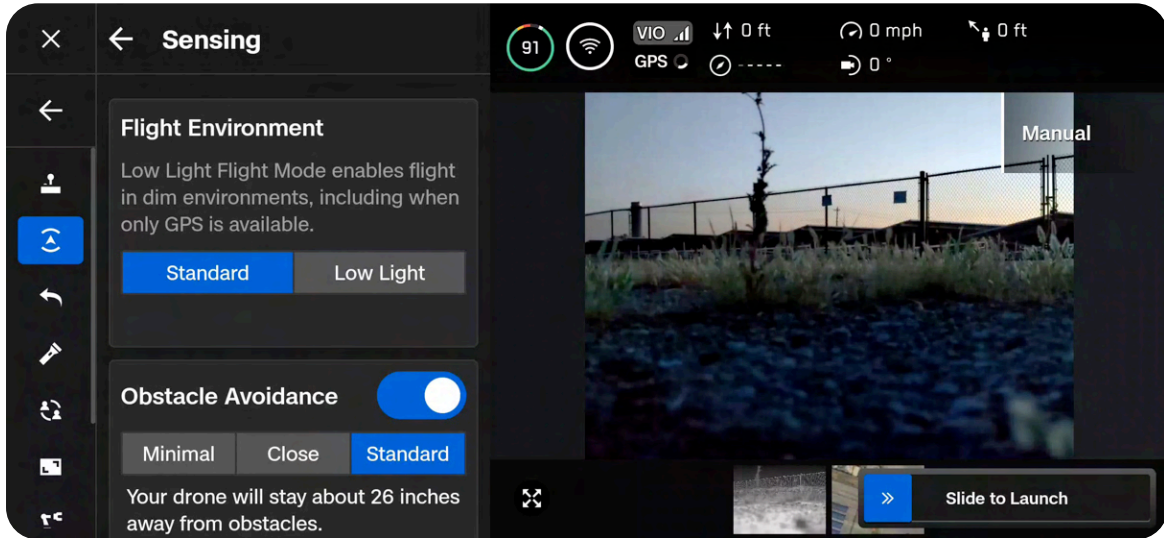 Sensing
Flight Environment
Low Light Flight Mode enables flight
in dim environments, including when
only GPS is available.
Standard
Low Light
Obstacle Avoidance
Minimal
Close
Standard
Your drone will stay about 26 inches
away from obstacles.
91
VIO
0 ft
0 mph
0 ft
GPS
-----
0 °
Manual
Slide to Launch